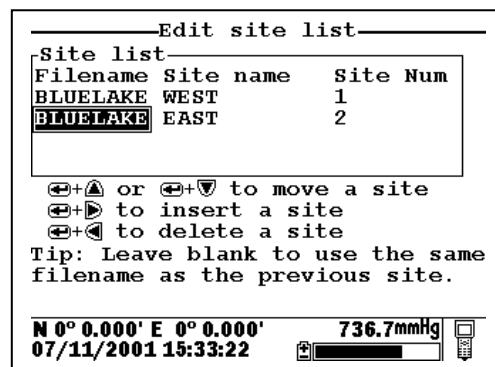 Edit site list
Site list
Filename Site name Site Num
BLUELAKE WEST 1
BLUELAKE EAST 2
+ or + to move a site
+ to insert a site
+ to delete a site
Tip: Leave blank to use the same
filename as the previous site.
N 0° 0.000' E 0° 0.000' 736.7mmHg
07/11/2001 15:33:22